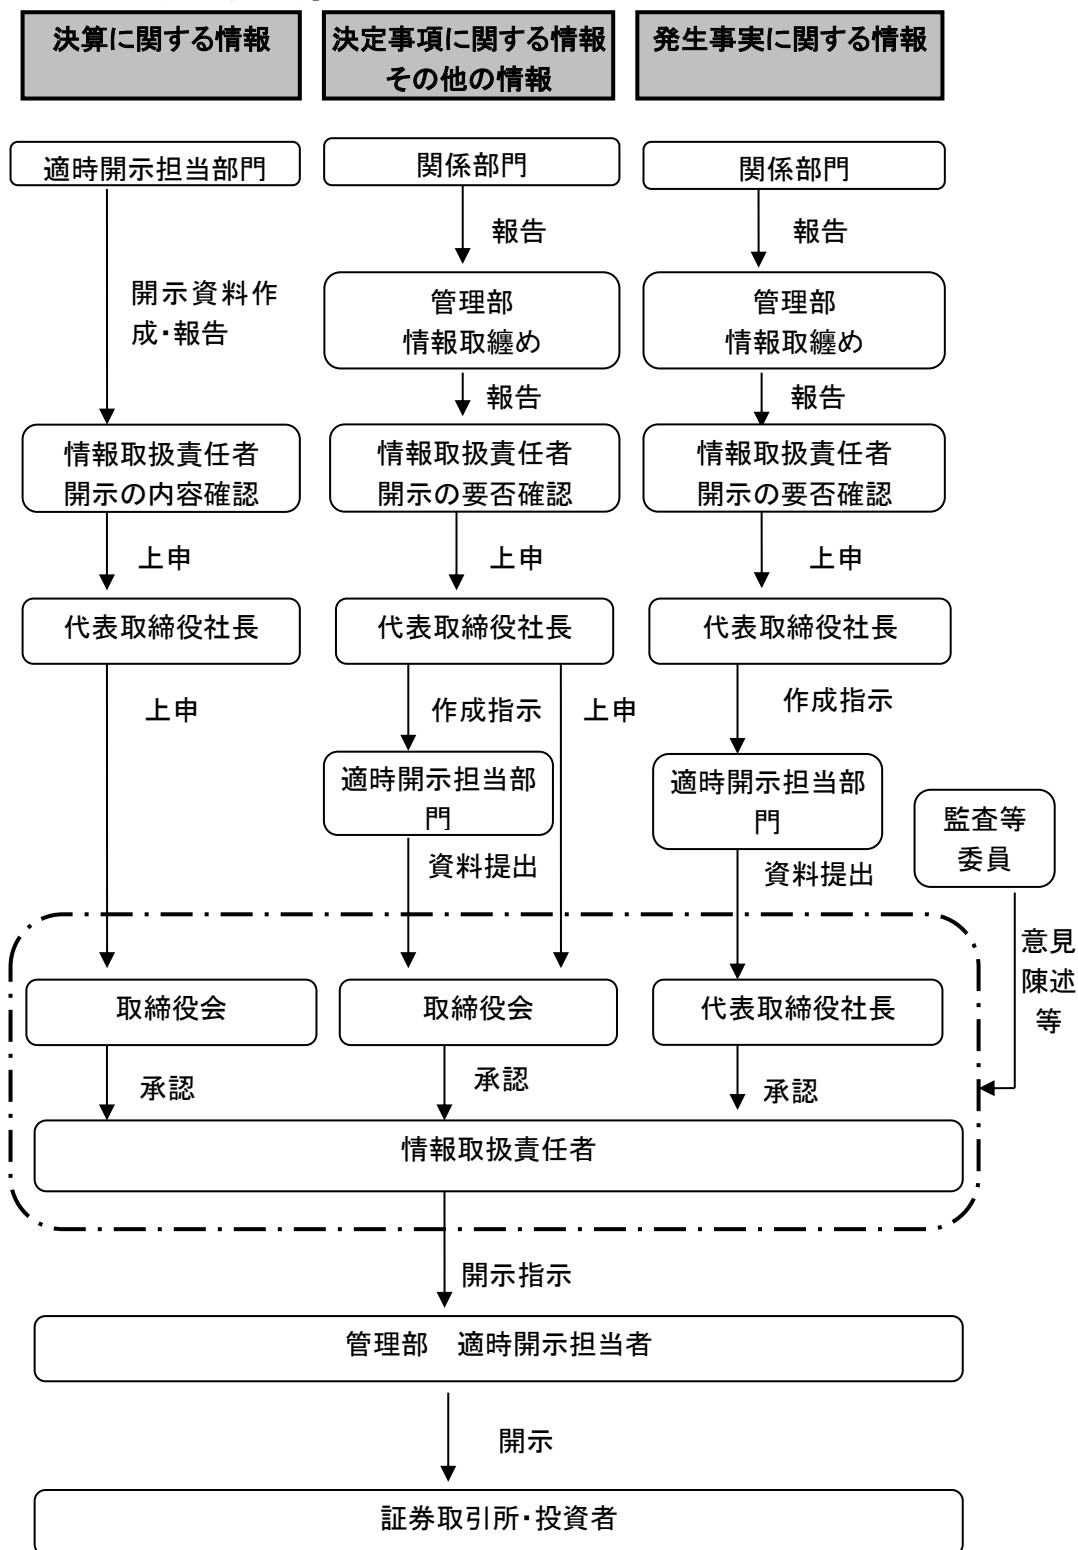 決算に関する情報
決定事項に関する情報
その他の情報
発生事実に関する情報
適時開示担当部門
関係部門
関係部門
報告
報告
開示資料作
成・報告
管理部
情報取纏め
管理部
情報取纏め
報告
報告
情報取扱責任者
開示の内容確認
情報取扱責任者
開示の要否確認
情報取扱責任者
開示の要否確認
上申
上申
上申
代表取締役社長
代表取締役社長
代表取締役社長
上申
作成指示
上申
作成指示
適時開示担当部
門
適時開示担当部
門
監査等
委員
資料提出
資料提出
意見
陳述
等
取締役会
取締役会
代表取締役社長
承認
承認
承認
情報取扱責任者
開示指示
管理部　適時開示担当者
開示
証券取引所・投資者